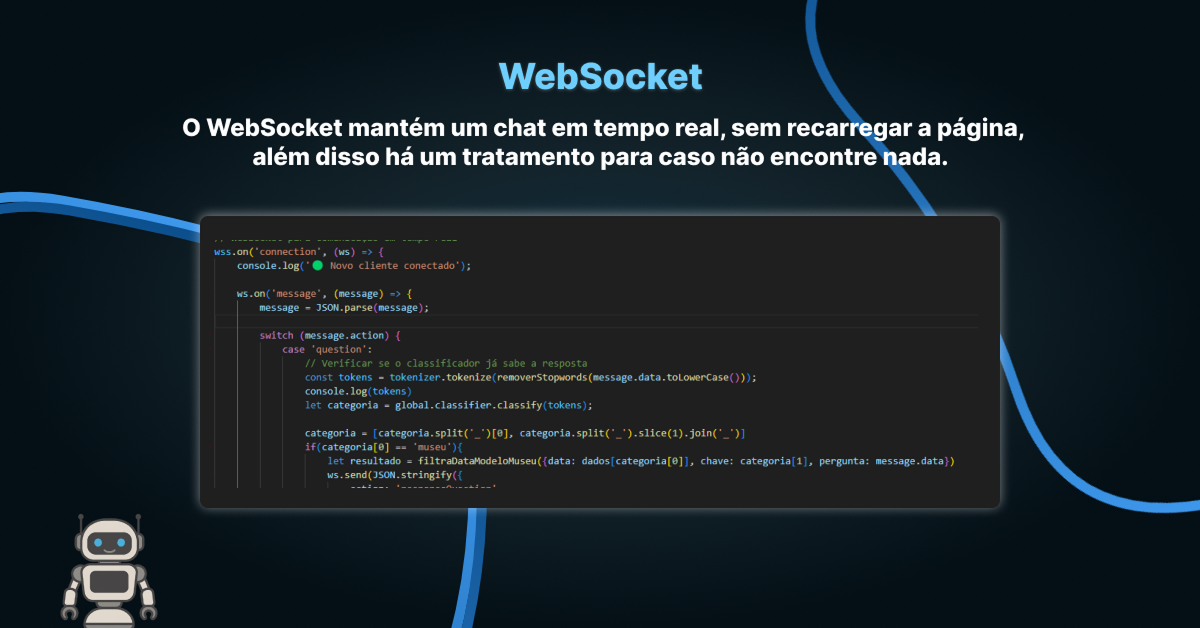 WebSocket
O WebSocket mantém um chat em tempo real, sem recarregar a página,
além disso há um tratamento para caso não encontre nada.
wss.on('connection', (ws) => {
console.log('🟢 Novo cliente conectado');
ws.on('message', (message) => {
message = JSON.parse(message);
switch (message.action) {
case 'question':
// Verificar se o classificador já sabe a resposta
const tokens = tokenizer.tokenize(removerStopwords(message.data.toLowerCase()));
console.log(tokens)
let categoria = global.classifier.classify(tokens);
categoria = [categoria.split('_')[0], categoria.split('_').slice(1).join('_')]
if(categoria[0] == 'museu'){
let resultado = filtraDataModeloMuseu({data: dados[categoria[0]], chave: categoria[1], pergunta: message.data})
ws.send(JSON.stringify({